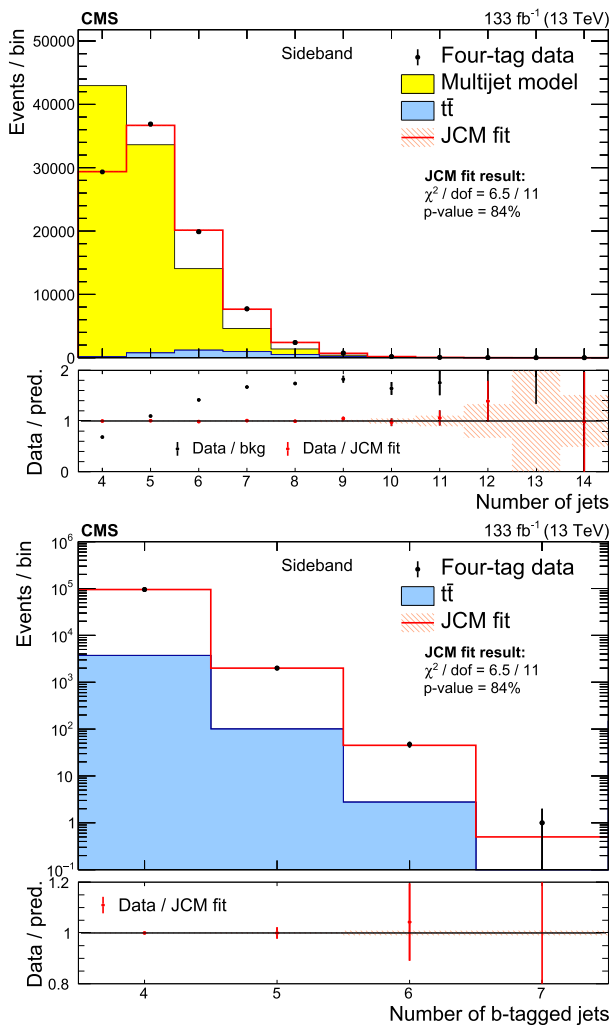 CMS 133 fb⁻¹ (13 TeV)
Sideband
Four-tag data
Multijet model
tt̄
JCM fit
JCM fit result:
χ² / dof = 6.5 / 11
p-value = 84%
Events / bin
50000
40000
30000
20000
10000
0
Data / pred.
2
1
0
Data / bkg Data / JCM fit
4 5 6 7 8 9 10 11 12 13 14
Number of jets
CMS 133 fb⁻¹ (13 TeV)
Sideband
Four-tag data
tt̄
JCM fit
JCM fit result:
χ² / dof = 6.5 / 11
p-value = 84%
Events / bin
10⁶
10⁵
10⁴
10³
10²
10
1
10⁻¹
Data / pred.
1.2
1
0.8
Data / JCM fit
4 5 6 7
Number of b-tagged jets